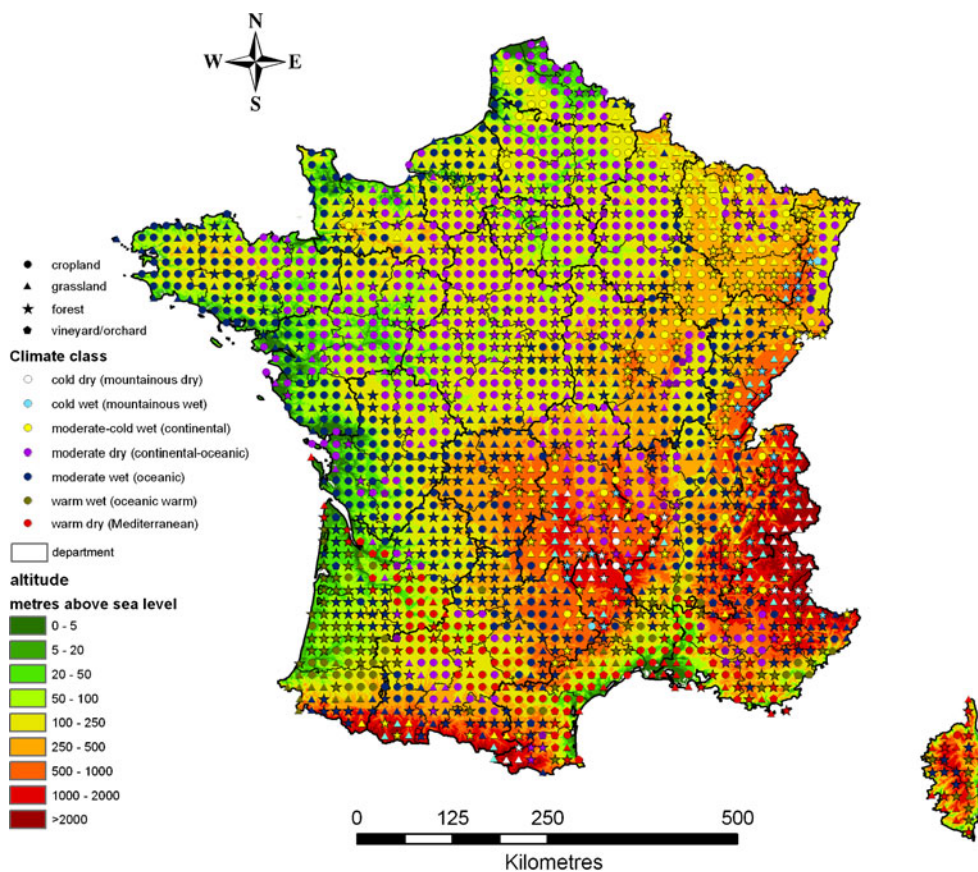 N
W E
S
cropland
grassland
forest
vineyard/orchard
Climate class
cold dry (mountainous dry)
cold wet (mountainous wet)
moderate-cold wet (continental)
moderate dry (continental-oceanic)
moderate wet (oceanic)
warm wet (oceanic warm)
warm dry (Mediterranean)
department
altitude
metres above sea level
0 - 5
5 - 20
20 - 50
50 - 100
100 - 250
250 - 500
500 - 1000
1000 - 2000
>2000
0 125 250 500
Kilometres